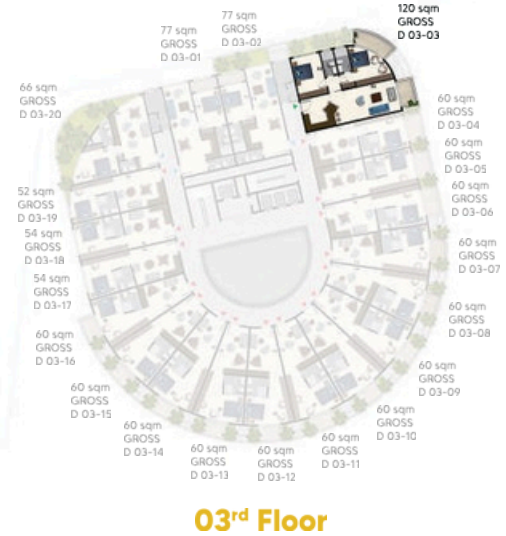 120 sqm
GROSS
D 03-03
77 sqm
GROSS
D 03-02
77 sqm
GROSS
D 03-01
66 sqm
GROSS
D 03-20
60 sqm
GROSS
D 03-04
60 sqm
GROSS
D 03-05
60 sqm
GROSS
D 03-06
52 sqm
GROSS
D 03-19
54 sqm
GROSS
D 03-18
54 sqm
GROSS
D 03-17
60 sqm
GROSS
D 03-07
60 sqm
GROSS
D 03-08
60 sqm
GROSS
D 03-16
60 sqm
GROSS
D 03-09
60 sqm
GROSS
D 03-15
60 sqm
GROSS
D 03-10
60 sqm
GROSS
D 03-14
60 sqm
GROSS
D 03-13
60 sqm
GROSS
D 03-12
60 sqm
GROSS
D 03-11
03rd Floor